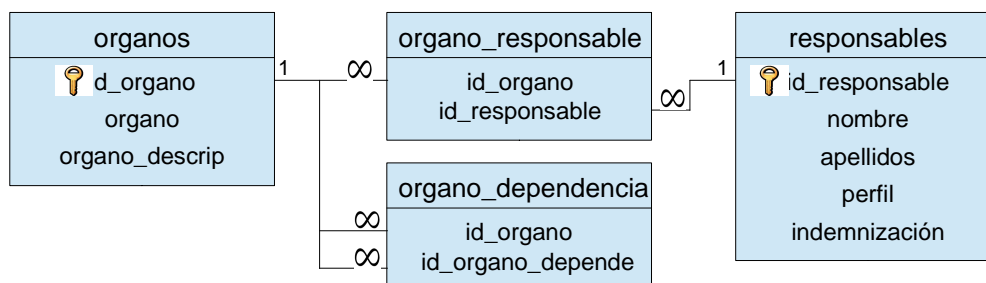 organos
d_organo
organo
organo_descrip
1
∞
organo_responsable
id_organo
id_responsable
∞
1
responsables
id_responsable
nombre
apellidos
perfil
indemnización
organo_dependencia
∞
id_organo
∞
id_organo_depende